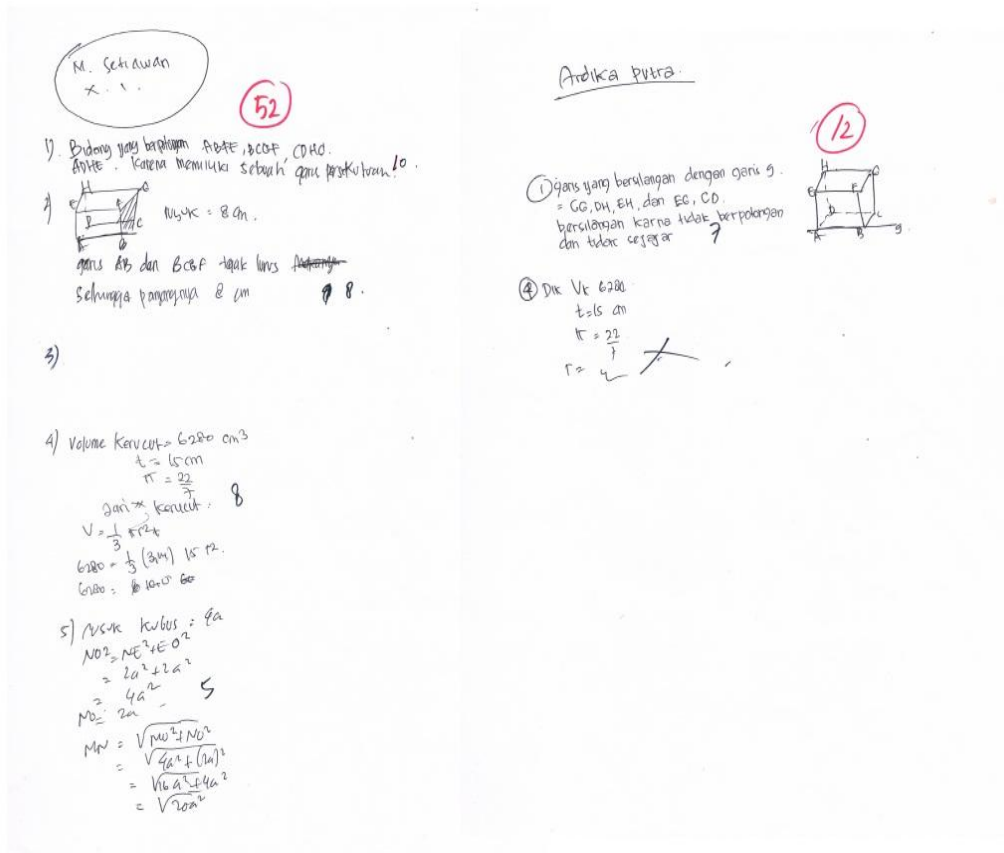 M. Setiawan
X. 1.
52
1). Bidang yang berpotongan ABFE, BCGF, CDHG.
ADHE. Karena memiliki sebuah garis persekutuan. 10.
2)
H G
E F
D C
A B
Rusuk = 8 cm.
garis AB dan BCGF tegak lurus
Sehingga panjangnya 8 cm 8.
3)
4) Volume Kerucut = 6280 cm3
t = 15 cm
π = 22/7
Jari kerucut. 8
V = 1/3 πr2t
6280 = 1/3 (3,14) 15 r2.
6280 =
5) Rusuk kubus = 4a
NO2 = NE2 + EO2
= 2a2 + 2a2
= 4a2
NO = 2a 5
MN = √MO2 + NO2
= √4a2 + (2a)2
= √16a2 + 4a2
= √20a2
Ardika Putra.
12
1 garis yang bersilangan dengan garis g.
= CG, DH, EH, dan EG, CD.
bersilangan karna tidak berpotongan
dan tidak sejajar 7
H G
E F
D C
A B g.
4 Dik Vk 6280
t=15 cm
π = 22/7
r =